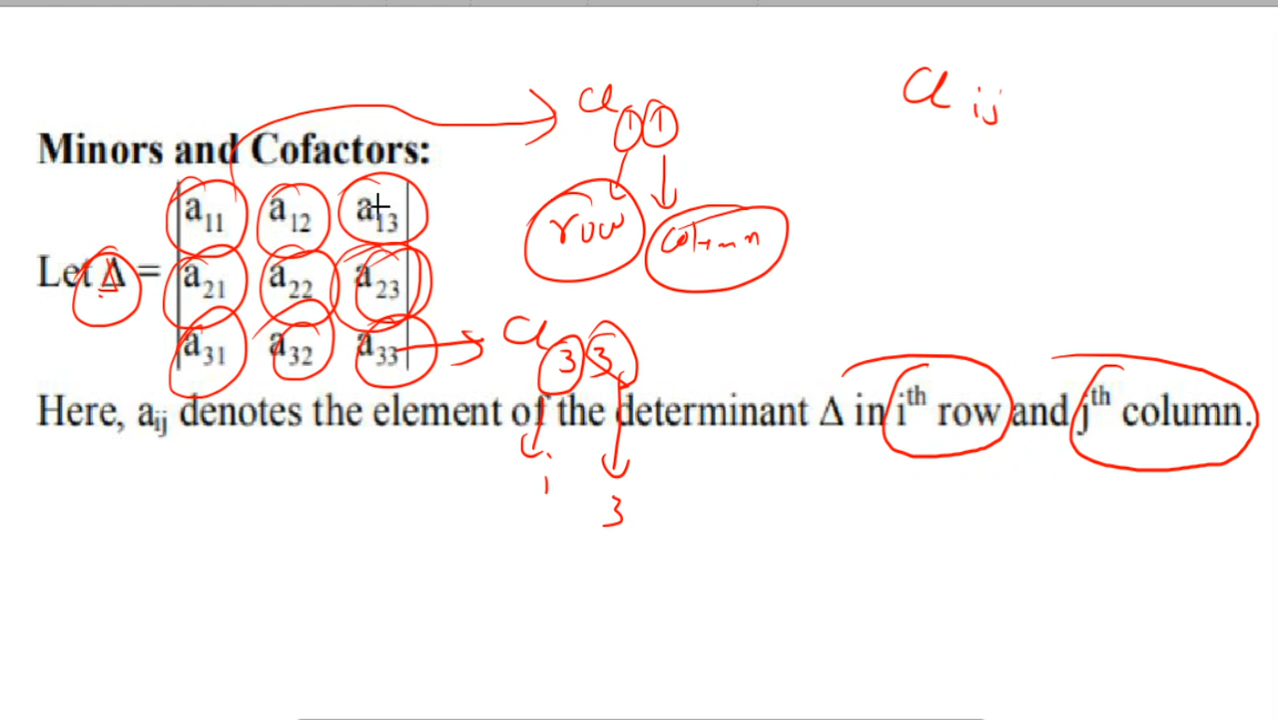 a ij
a 1 1
Minors and Cofactors:
row column
a11 a12 a13
Let Δ = a21 a22 a23
a31 a32 a33
a 3 3
Here, aij denotes the element of the determinant Δ in ith row and jth column.
3